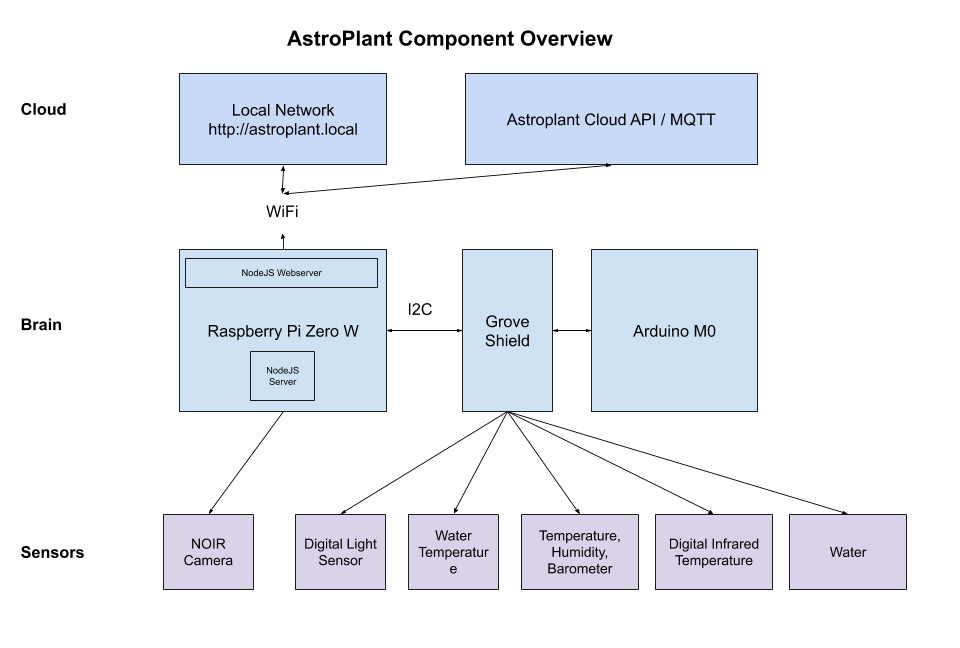 AstroPlant Component Overview
Cloud
Local Network
http://astroplant.local
Astroplant Cloud API / MQTT
WiFi
NodeJS Webserver
Brain
Raspberry Pi Zero W
NodeJS
Server
I2C
Grove
Shield
Arduino M0
Sensors
NOIR
Camera
Digital Light
Sensor
Water
Temperatur
e
Temperature,
Humidity,
Barometer
Digital Infrared
Temperature
Water